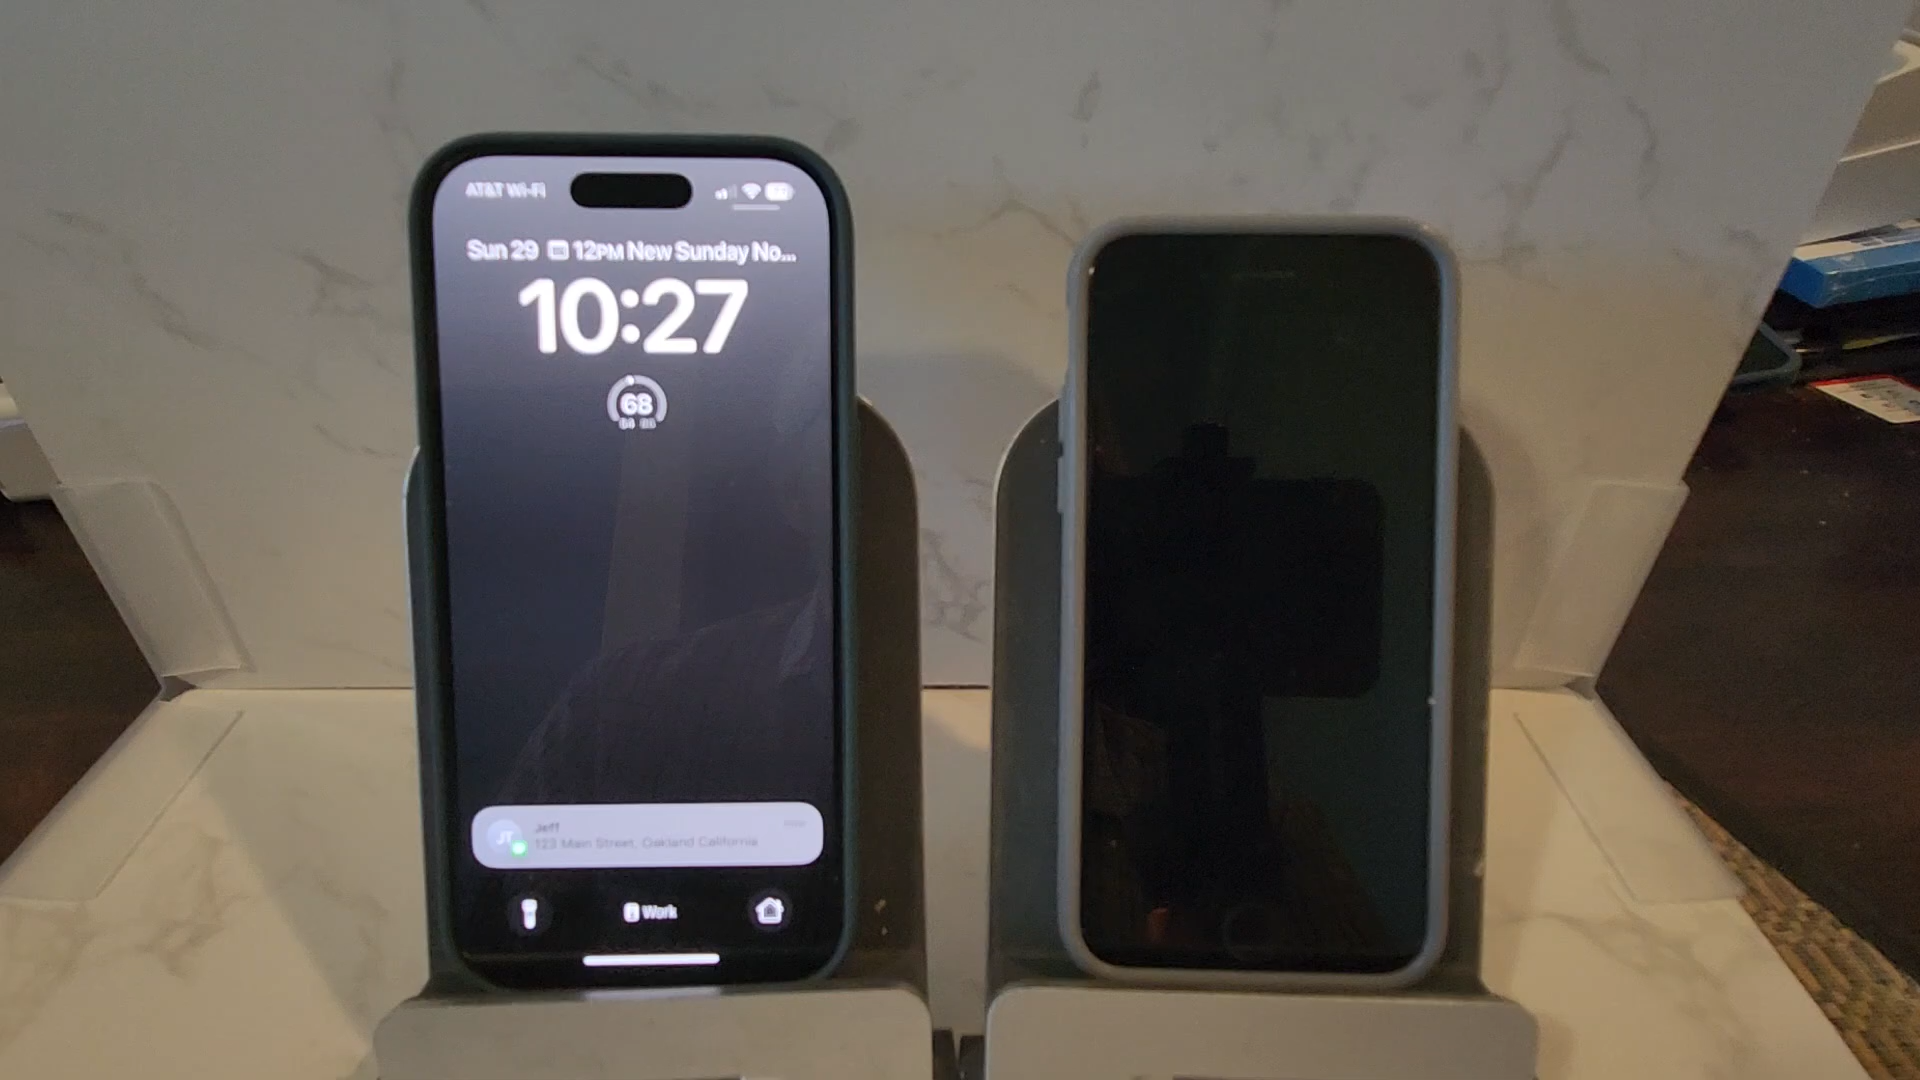 AT&T Wi-Fi
Sun 29 12PM New Sunday No...
10:27
68
JT
Jeff
123 Main Street, Oakland California
Work